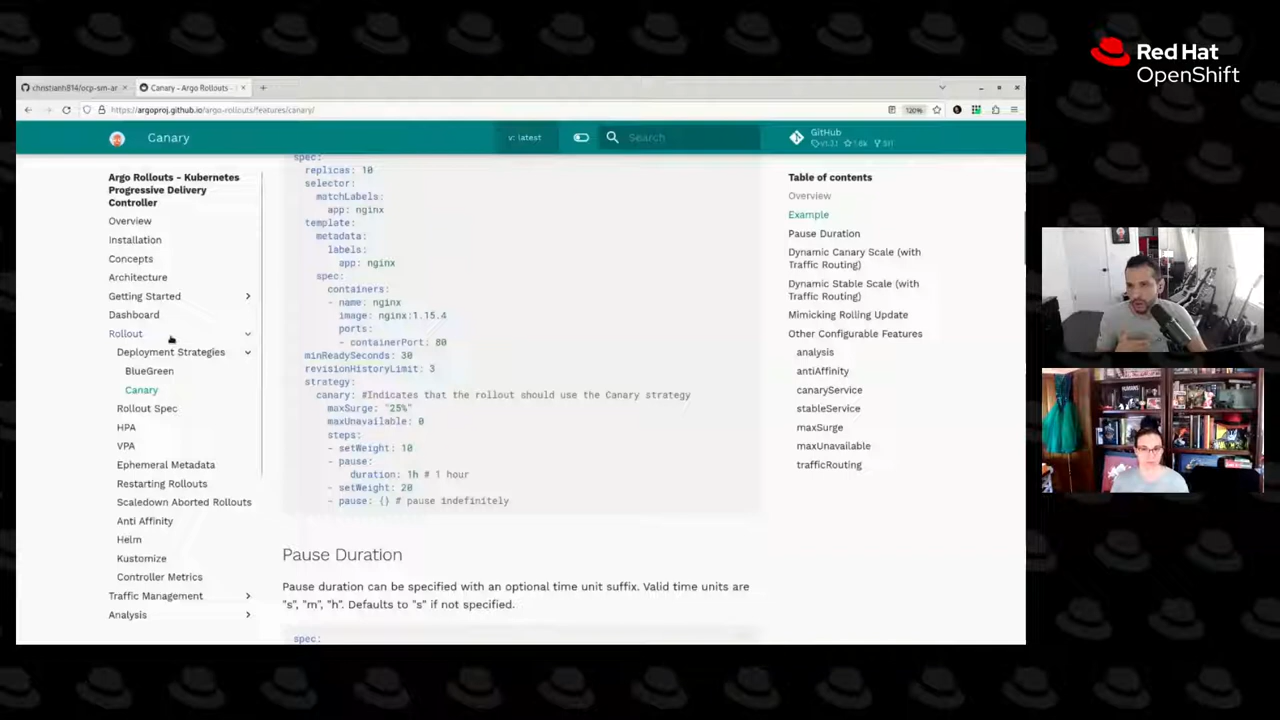 Red Hat
OpenShift
christianh814/ocp-sm-ar
Canary - Argo Rollouts -
https://argoproj.github.io/argo-rollouts/features/canary/
120%
Canary
v: latest
Search
GitHub
Argo Rollouts - Kubernetes
Progressive Delivery
Controller
Overview
Installation
Concepts
Architecture
Getting Started
Dashboard
Rollout
Deployment Strategies
BlueGreen
Canary
Rollout Spec
HPA
VPA
Ephemeral Metadata
Restarting Rollouts
Scaledown Aborted Rollouts
Anti Affinity
Helm
Kustomize
Controller Metrics
Traffic Management
Analysis
spec:
replicas: 10
selector:
matchLabels:
app: nginx
template:
metadata:
labels:
app: nginx
spec:
containers:
- name: nginx
image: nginx:1.15.4
ports:
- containerPort: 80
minReadySeconds: 30
revisionHistoryLimit: 3
strategy:
canary: #Indicates that the rollout should use the Canary strategy
maxSurge: "25%"
maxUnavailable: 0
steps:
- setWeight: 10
- pause:
duration: 1h # 1 hour
- setWeight: 20
- pause: {} # pause indefinitely
Pause Duration
Pause duration can be specified with an optional time unit suffix. Valid time units are
"s", "m", "h". Defaults to "s" if not specified.
spec:
Table of contents
Overview
Example
Pause Duration
Dynamic Canary Scale (with
Traffic Routing)
Dynamic Stable Scale (with
Traffic Routing)
Mimicking Rolling Update
Other Configurable Features
analysis
antiAffinity
canaryService
stableService
maxSurge
maxUnavailable
trafficRouting